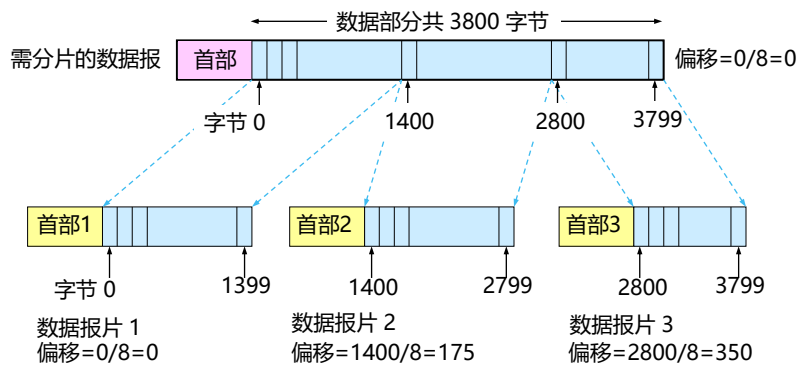 数据部分共 3800 字节
需分片的数据报
首部
偏移=0/8=0
字节 0
1400
2800
3799
首部1
首部2
首部3
字节 0
1399
1400
2799
2800
3799
数据报片 1
偏移=0/8=0
数据报片 2
偏移=1400/8=175
数据报片 3
偏移=2800/8=350